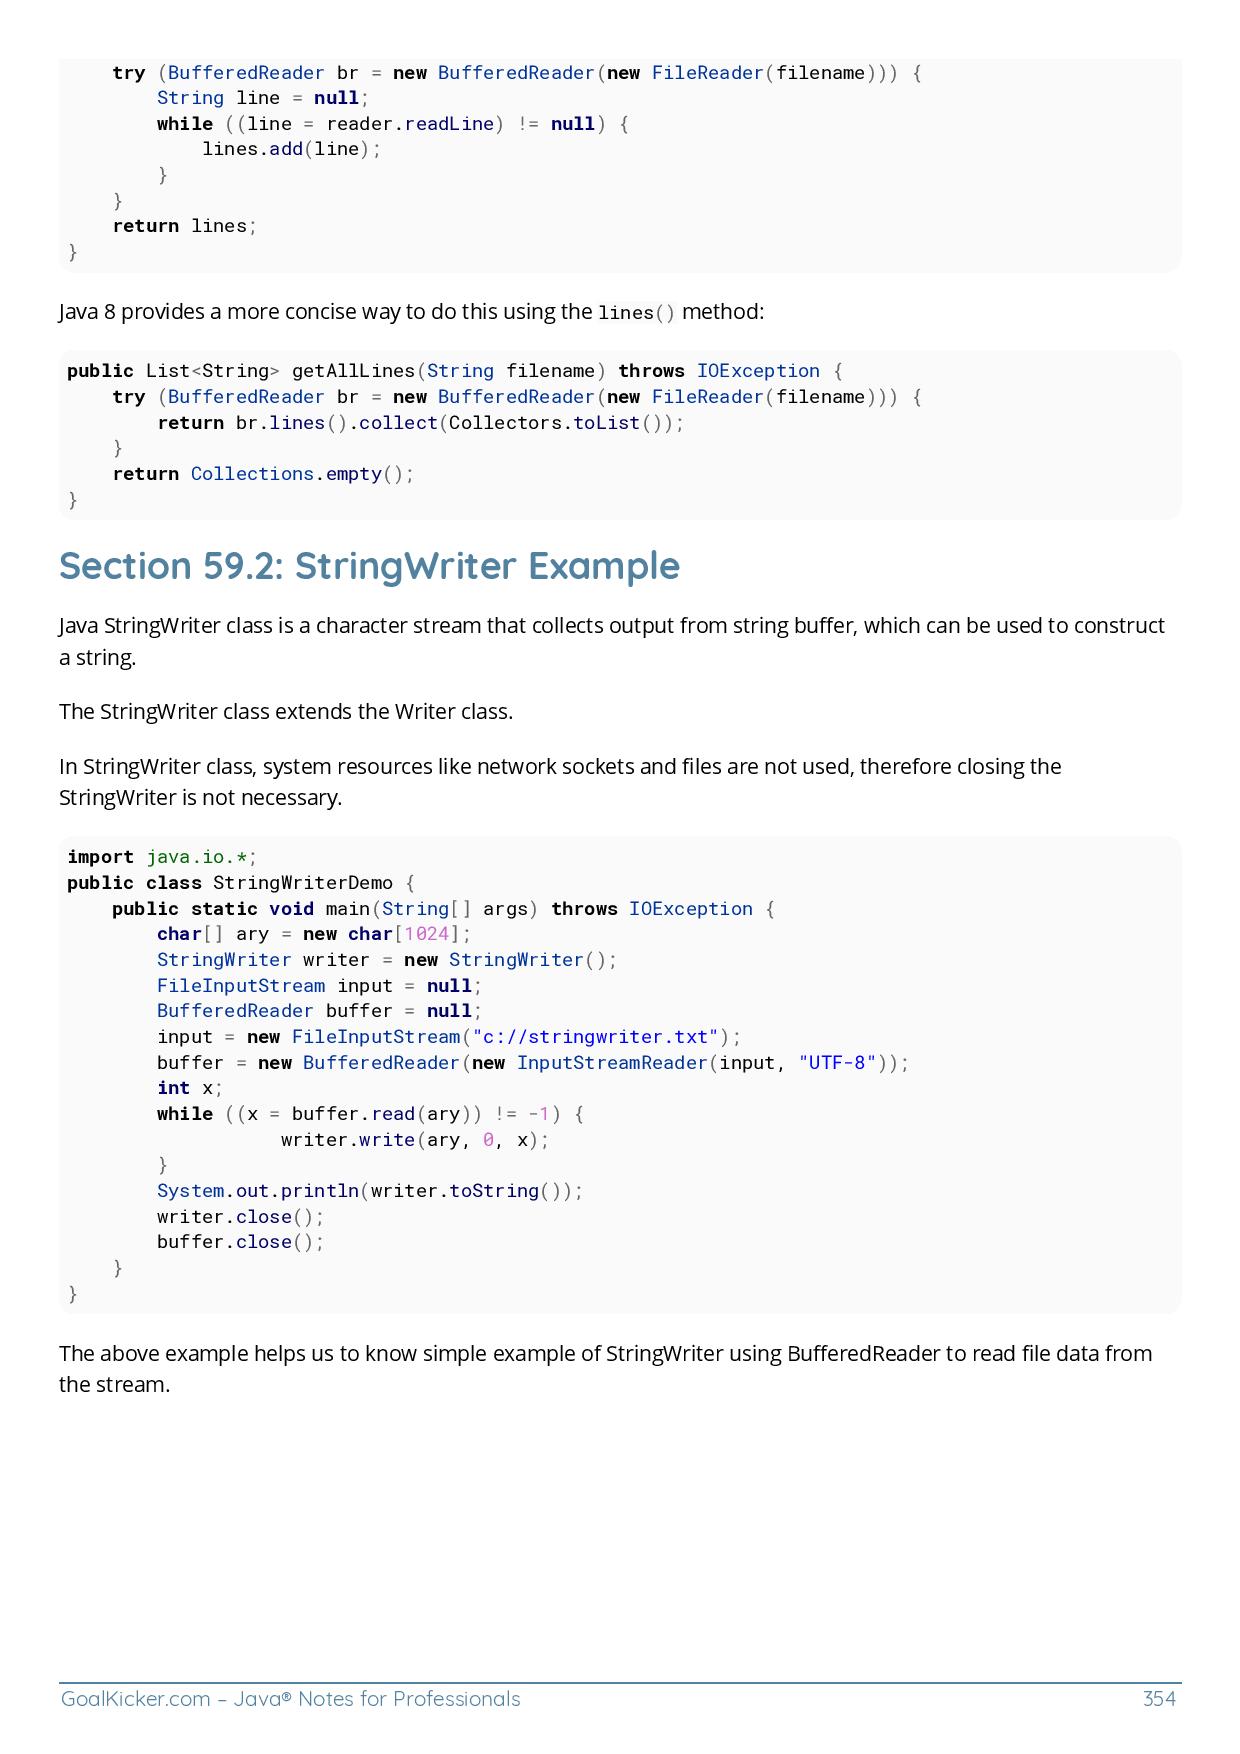 try (BufferedReader br = new BufferedReader(new FileReader(filename))) {
        String line = null;
        while ((line = reader.readLine) != null) {
            lines.add(line);
        }
    }
    return lines;
}
Java 8 provides a more concise way to do this using the lines() method:
public List<String> getAllLines(String filename) throws IOException {
    try (BufferedReader br = new BufferedReader(new FileReader(filename))) {
        return br.lines().collect(Collectors.toList());
    }
    return Collections.empty();
}
Section 59.2: StringWriter Example
Java StringWriter class is a character stream that collects output from string buffer, which can be used to construct
a string.
The StringWriter class extends the Writer class.
In StringWriter class, system resources like network sockets and files are not used, therefore closing the
StringWriter is not necessary.
import java.io.*;
public class StringWriterDemo {
    public static void main(String[] args) throws IOException {
        char[] ary = new char[1024];
        StringWriter writer = new StringWriter();
        FileInputStream input = null;
        BufferedReader buffer = null;
        input = new FileInputStream("c://stringwriter.txt");
        buffer = new BufferedReader(new InputStreamReader(input, "UTF-8"));
        int x;
        while ((x = buffer.read(ary)) != -1) {
                   writer.write(ary, 0, x);
        }
        System.out.println(writer.toString());
        writer.close();
        buffer.close();
    }
}
The above example helps us to know simple example of StringWriter using BufferedReader to read file data from
the stream.
GoalKicker.com – Java® Notes for Professionals 354